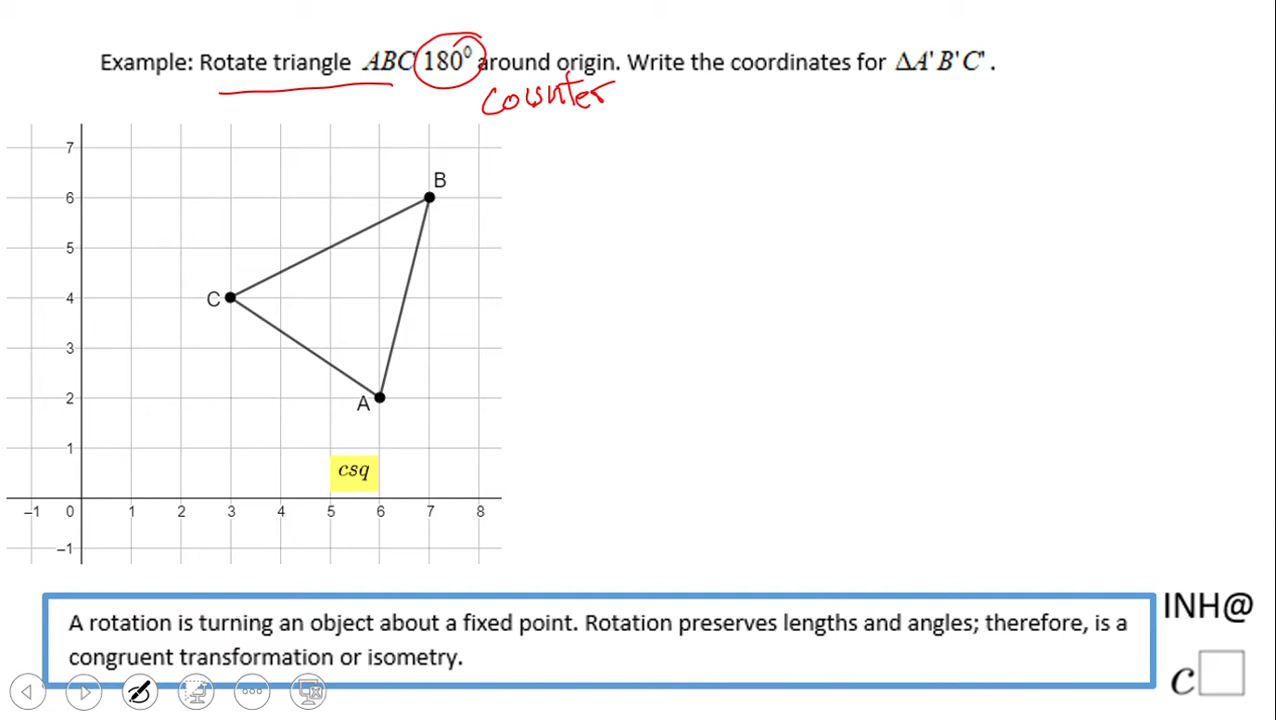 Example: Rotate triangle ABC 180⁰ around origin. Write the coordinates for ΔA'B'C'.
counter
7
B
6
5
C
4
3
2
A
1
csq
−1 0 1 2 3 4 5 6 7 8
−1
A rotation is turning an object about a fixed point. Rotation preserves lengths and angles; therefore, is a
congruent transformation or isometry.
INH@
c